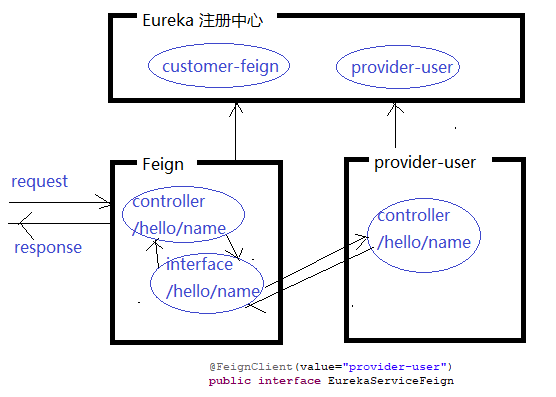 Eureka 注册中心
customer-feign
provider-user
Feign
provider-user
request
response
controller
/hello/name
interface
/hello/name
controller
/hello/name
@FeignClient(value="provider-user")
public interface EurekaServiceFeign